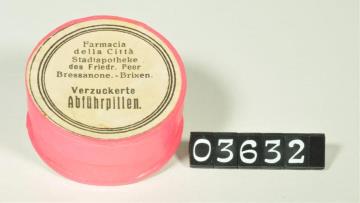 Farmacia
della Città
Stadtapotheke
des Friedr. Peer
Bressanone.-Brixen.
Verzuckerte
Abführpillen.
03632